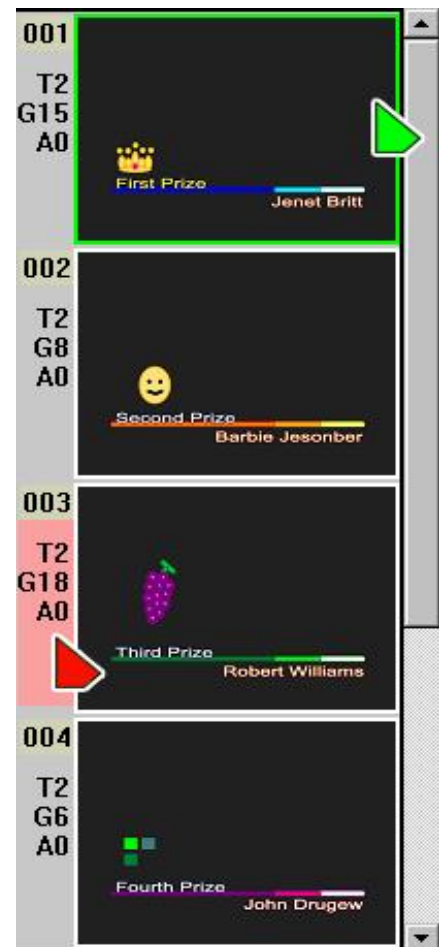 001
T2
G15
A0
First Prize
Jenet Britt
002
T2
G8
A0
Second Prize
Barbie Jesonber
003
T2
G18
A0
Third Prize
Robert Williams
004
T2
G6
A0
Fourth Prize
John Drugew